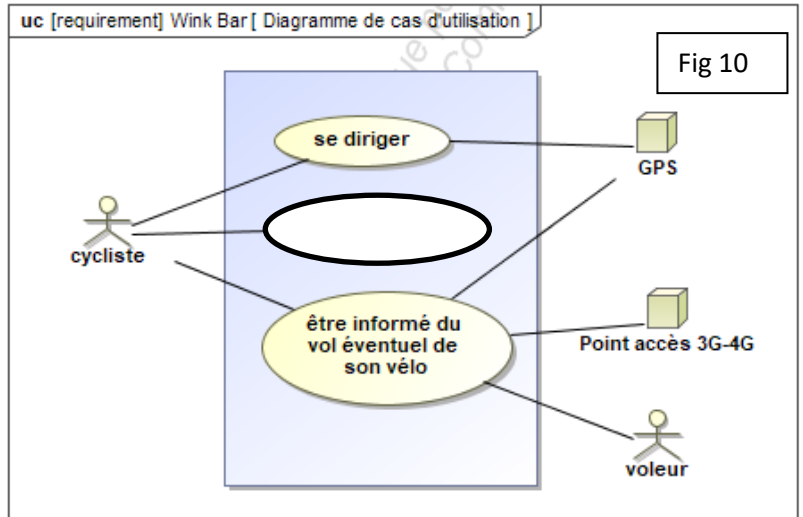 uc [requirement] Wink Bar [ Diagramme de cas d'utilisation ]
Fig 10
se diriger
GPS
cycliste
être informé du
vol éventuel de
son vélo
Point accès 3G-4G
voleur